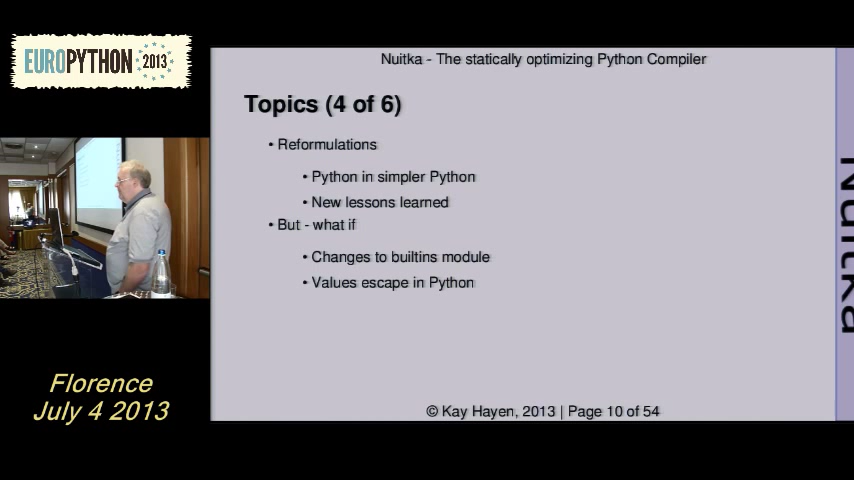 EUROPYTHON 2013
Nuitka - The statically optimizing Python Compiler
Topics (4 of 6)
• Reformulations
• Python in simpler Python
• New lessons learned
• But - what if
• Changes to builtins module
• Values escape in Python
Nuitka
Florence
July 4 2013
© Kay Hayen, 2013 | Page 10 of 54